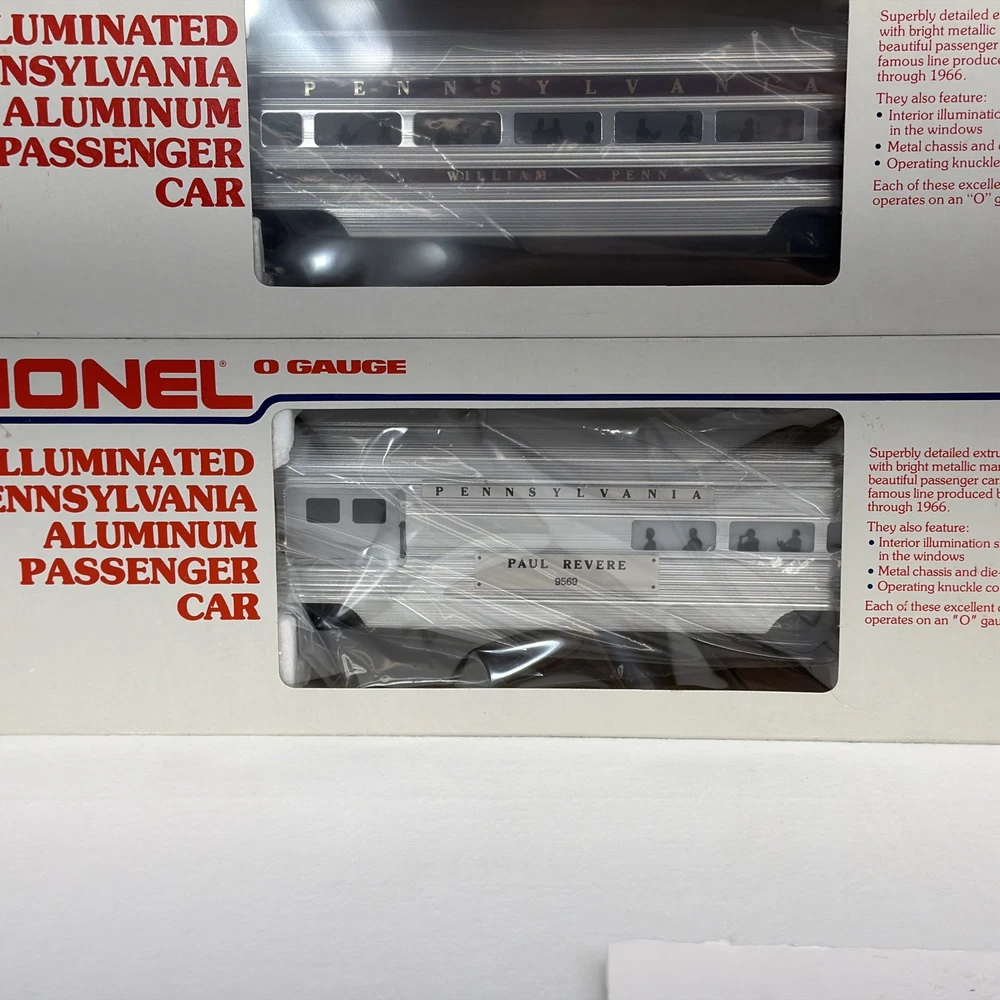 LUMINATED
NSYLVANIA
ALUMINUM
PASSENGER
CAR
PENNSYLVANIA
WILLIAM PENN
Superbly detailed e
with bright metallic
beautiful passenger
famous line produce
through 1966.
They also feature:
• Interior illuminatio
in the windows
• Metal chassis and
• Operating knuckle
Each of these excelle
operates on an "O" g
IONEL® O GAUGE
LLUMINATED
ENNSYLVANIA
ALUMINUM
PASSENGER
CAR
PENNSYLVANIA
PAUL REVERE
9569
Superbly detailed extru
with bright metallic mar
beautiful passenger car
famous line produced b
through 1966.
They also feature:
• Interior illumination s
in the windows
• Metal chassis and die-
• Operating knuckle co
Each of these excellent c
operates on an "O" gau